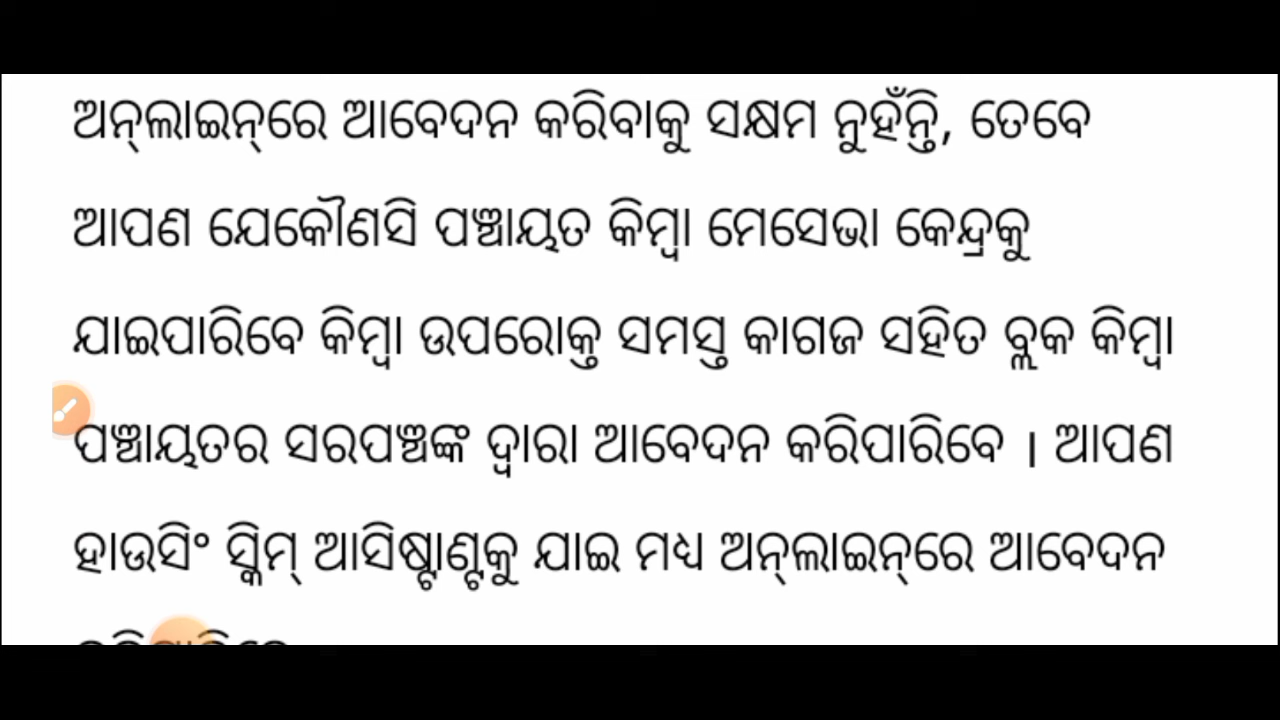 ଅନ୍‌ଲାଇନ୍‌ରେ ଆବେଦନ କରିବାକୁ ସକ୍ଷମ ନୁହଁନ୍ତି, ତେବେ
ଆପଣ ଯେକୌଣସି ପଞ୍ଚାୟତ କିମ୍ବା ମେସେଭା କେନ୍ଦ୍ରକୁ
ଯାଇପାରିବେ କିମ୍ବା ଉପରୋକ୍ତ ସମସ୍ତ କାଗଜ ସହିତ ବ୍ଲକ କିମ୍ବା
ପଞ୍ଚାୟତର ସରପଞ୍ଚଙ୍କ ଦ୍ୱାରା ଆବେଦନ କରିପାରିବେ । ଆପଣ
ହାଉସିଂ ସ୍କିମ୍ ଆସିଷ୍ଟାଣ୍ଟକୁ ଯାଇ ମଧ୍ୟ ଅନ୍‌ଲାଇନ୍‌ରେ ଆବେଦନ